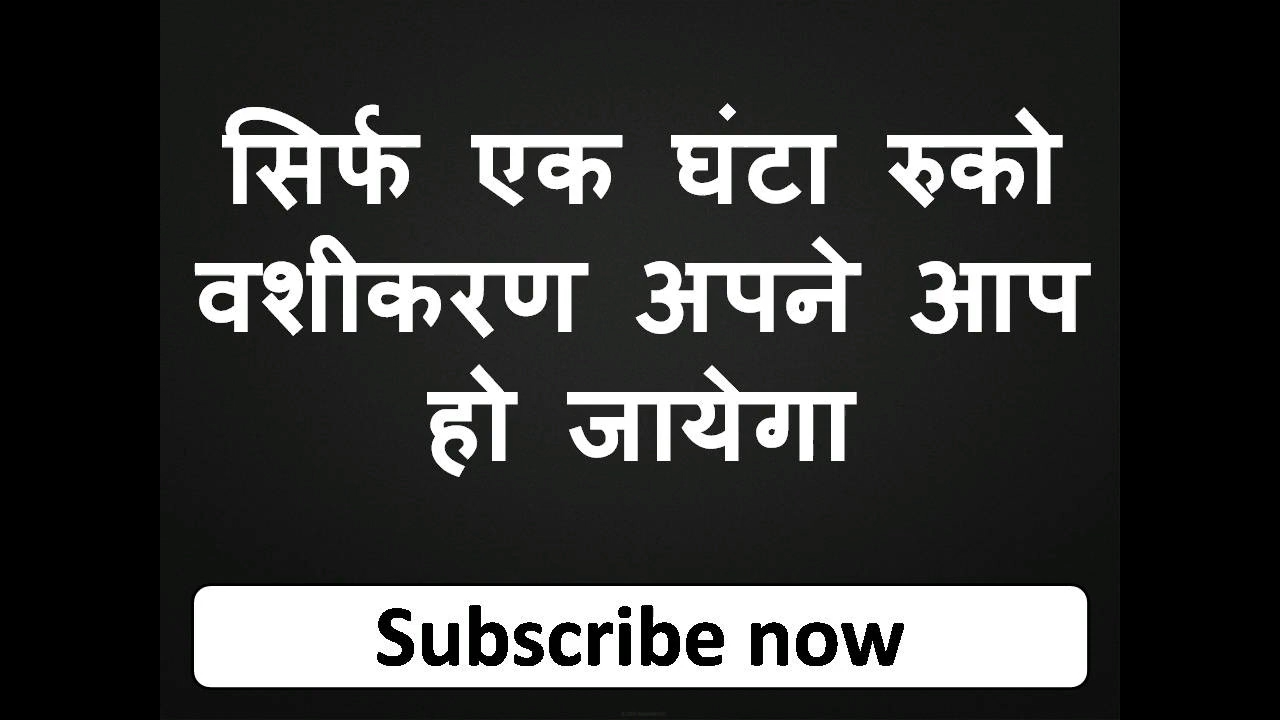 सिर्फ एक घंटा रुको
वशीकरण अपने आप
हो जायेगा
Subscribe now